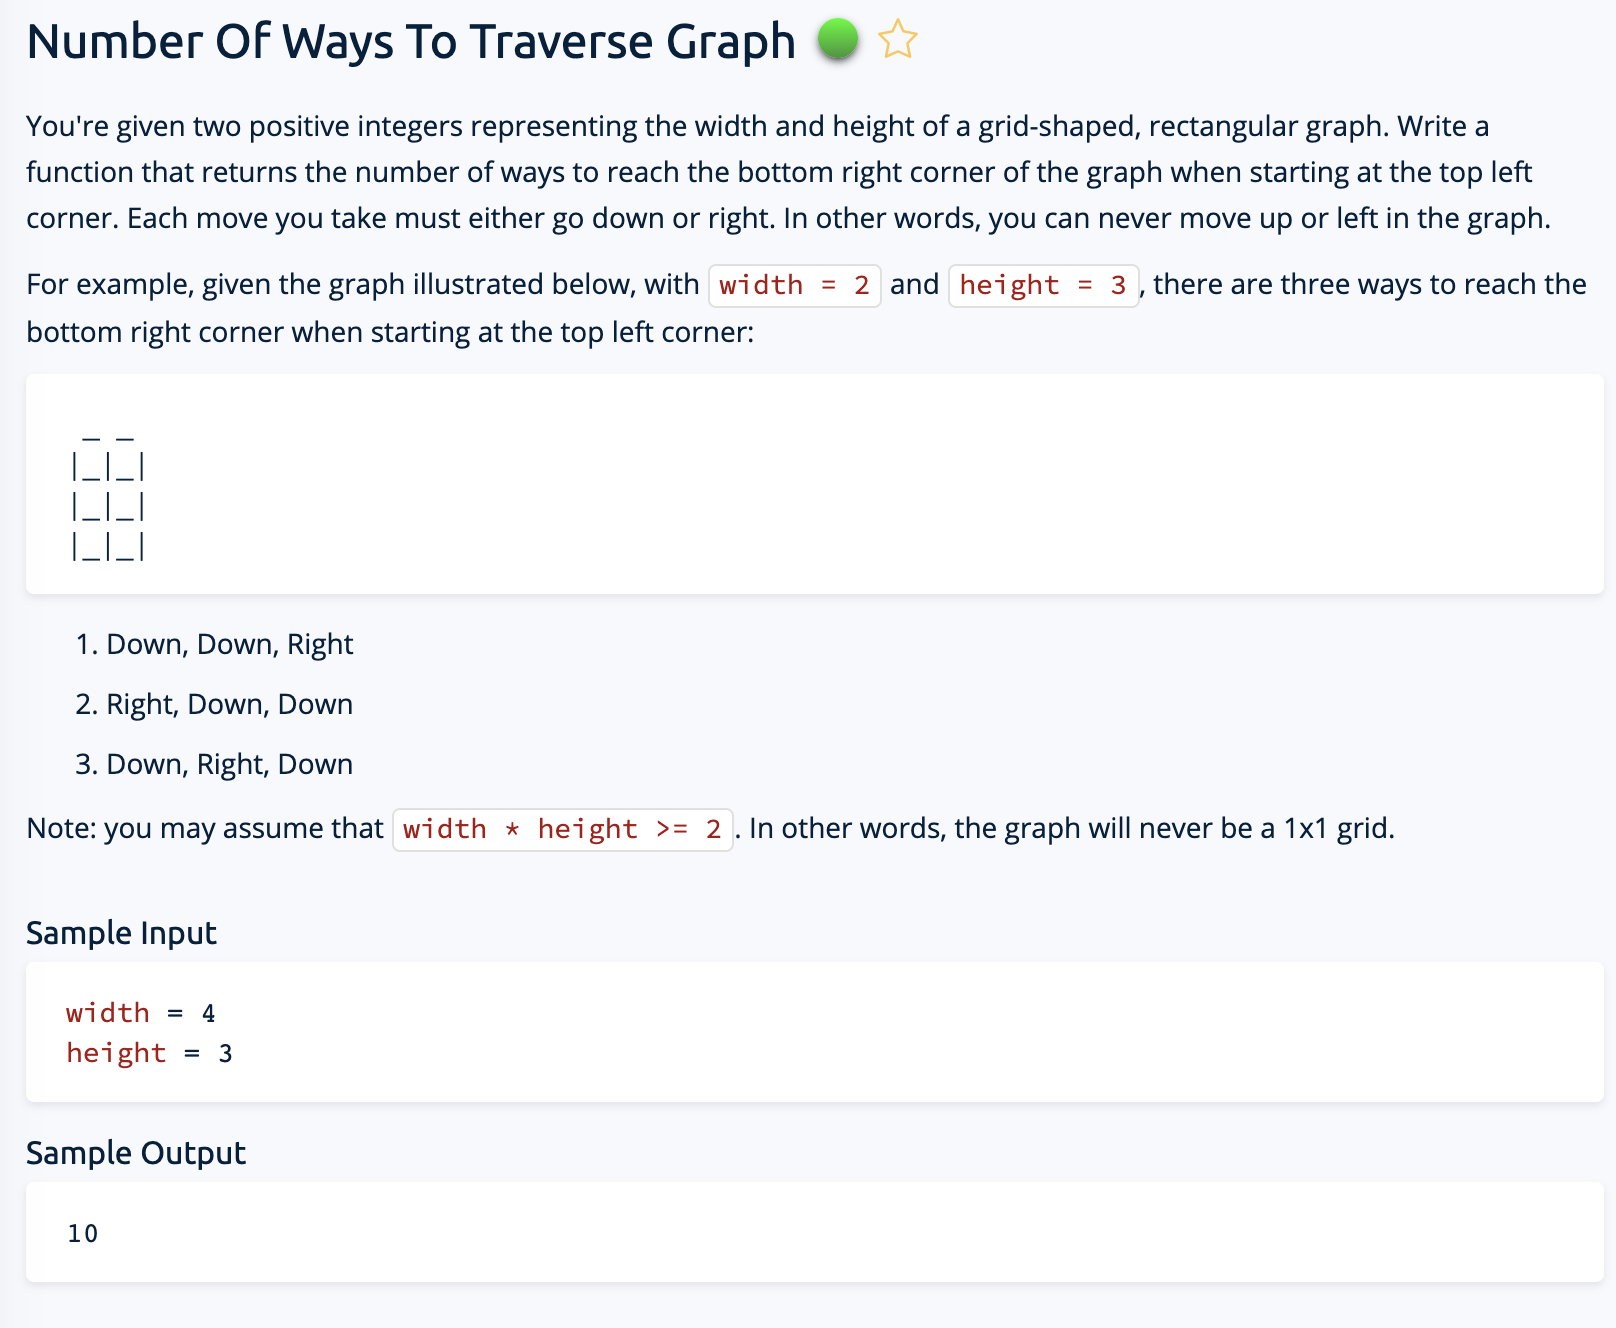 Number Of Ways To Traverse Graph
You're given two positive integers representing the width and height of a grid-shaped, rectangular graph. Write a
function that returns the number of ways to reach the bottom right corner of the graph when starting at the top left
corner. Each move you take must either go down or right. In other words, you can never move up or left in the graph.
For example, given the graph illustrated below, with width = 2 and height = 3, there are three ways to reach the
bottom right corner when starting at the top left corner:
 _ _
|_|_|
|_|_|
|_|_|
1. Down, Down, Right
2. Right, Down, Down
3. Down, Right, Down
Note: you may assume that width * height >= 2. In other words, the graph will never be a 1x1 grid.
Sample Input
width = 4
height = 3
Sample Output
10